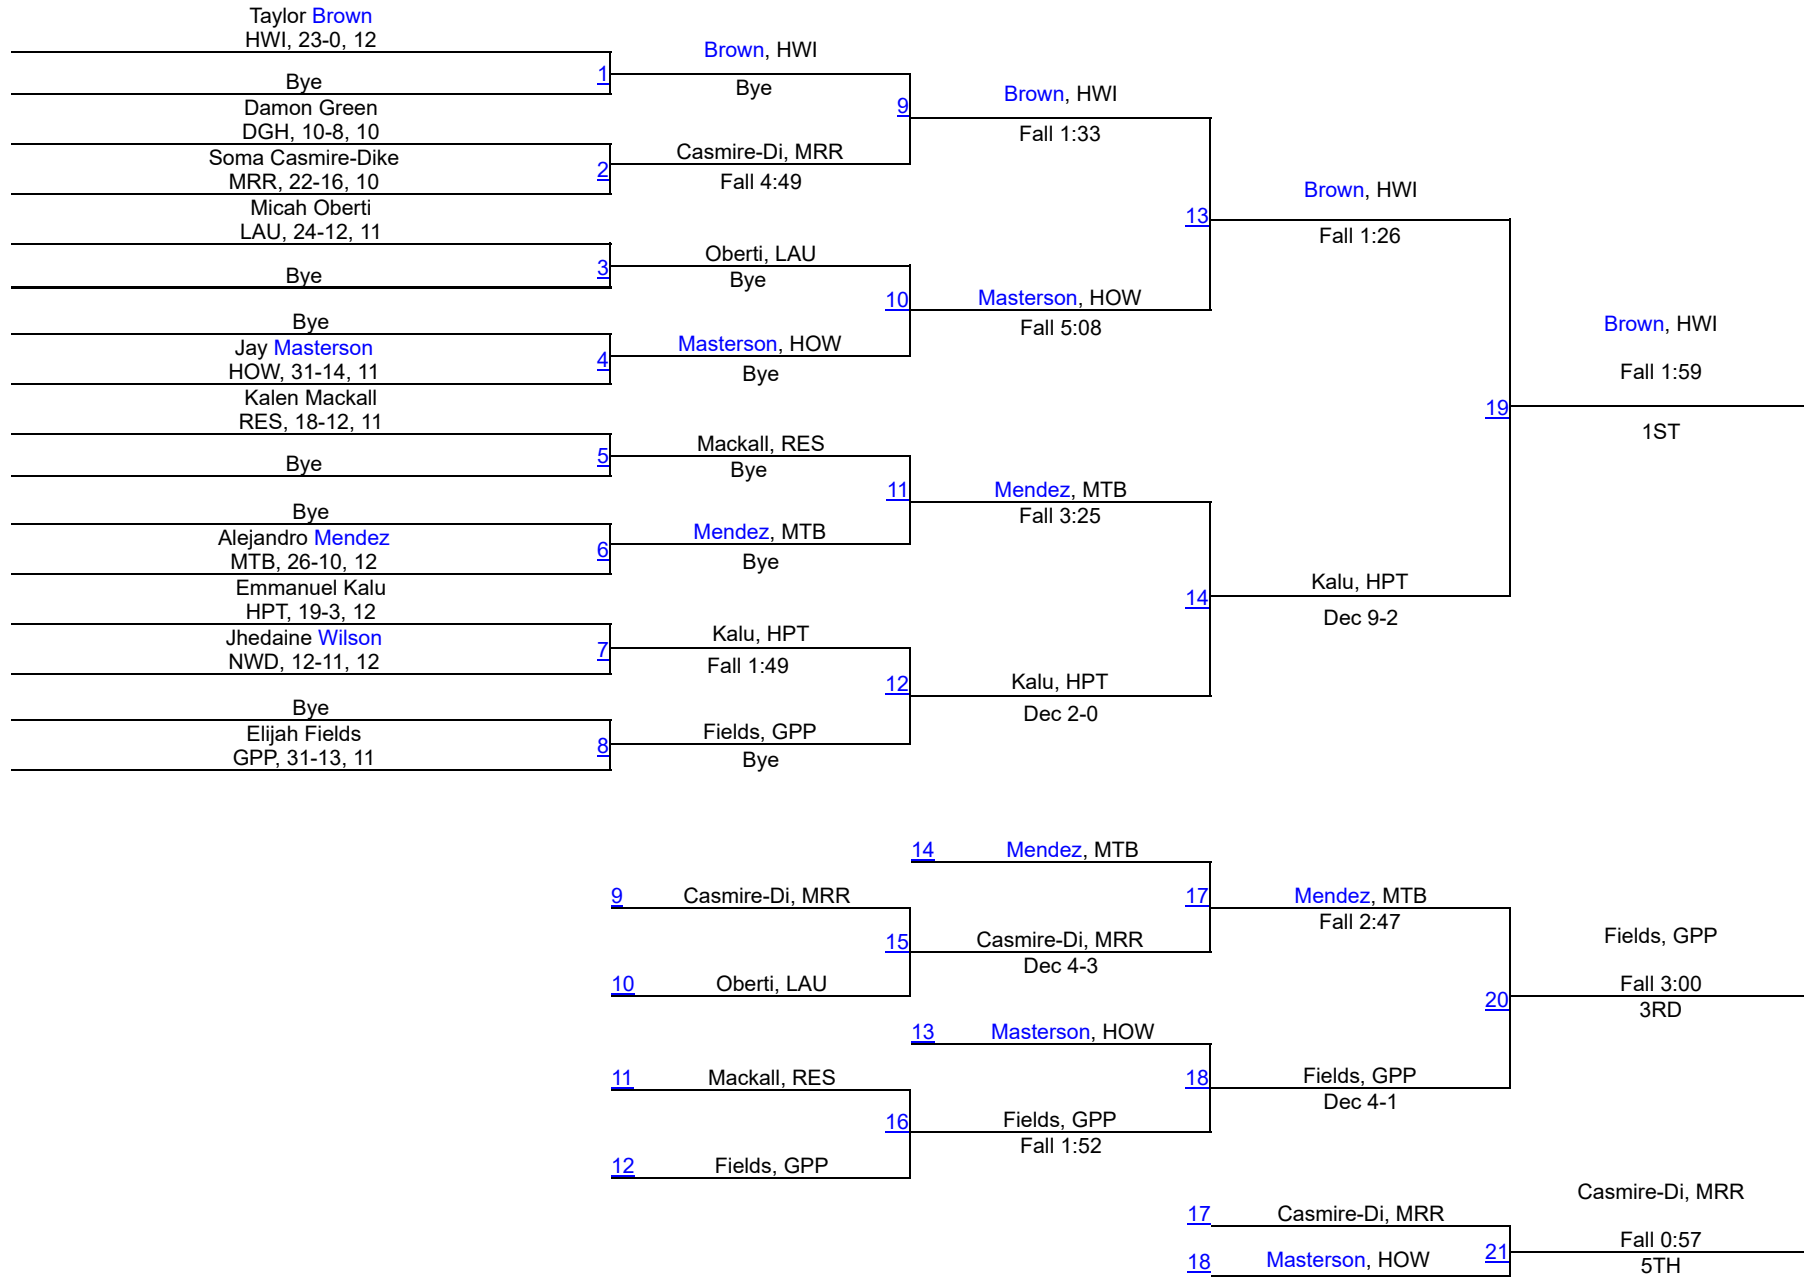 Taylor Brown
HWI, 23-0, 12
Bye
1
Damon Green
DGH, 10-8, 10
Soma Casmire-Dike
MRR, 22-16, 10
2
Micah Oberti
LAU, 24-12, 11
Bye
3
Bye
Jay Masterson
HOW, 31-14, 11
4
Kalen Mackall
RES, 18-12, 11
Bye
5
Bye
Alejandro Mendez
MTB, 26-10, 12
6
Emmanuel Kalu
HPT, 19-3, 12
Jhedaine Wilson
NWD, 12-11, 12
7
Bye
Elijah Fields
GPP, 31-13, 11
8
Brown, HWI
Bye
9
Casmire-Di, MRR
Fall 4:49
Oberti, LAU
Bye
10
Masterson, HOW
Bye
Mackall, RES
Bye
11
Mendez, MTB
Bye
Kalu, HPT
Fall 1:49
12
Fields, GPP
Bye
Brown, HWI
Fall 1:33
13
Masterson, HOW
Fall 5:08
Mendez, MTB
Fall 3:25
14
Kalu, HPT
Dec 2-0
Brown, HWI
Fall 1:26
19
Kalu, HPT
Dec 9-2
Brown, HWI
Fall 1:59
1ST
14 Mendez, MTB
9 Casmire-Di, MRR
15
10 Oberti, LAU
17
Casmire-Di, MRR
Dec 4-3
Mendez, MTB
Fall 2:47
13 Masterson, HOW
11 Mackall, RES
16
12 Fields, GPP
18
Fields, GPP
Fall 1:52
Fields, GPP
Dec 4-1
20
Fields, GPP
Fall 3:00
3RD
17 Casmire-Di, MRR
18 Masterson, HOW
21
Casmire-Di, MRR
Fall 0:57
5TH